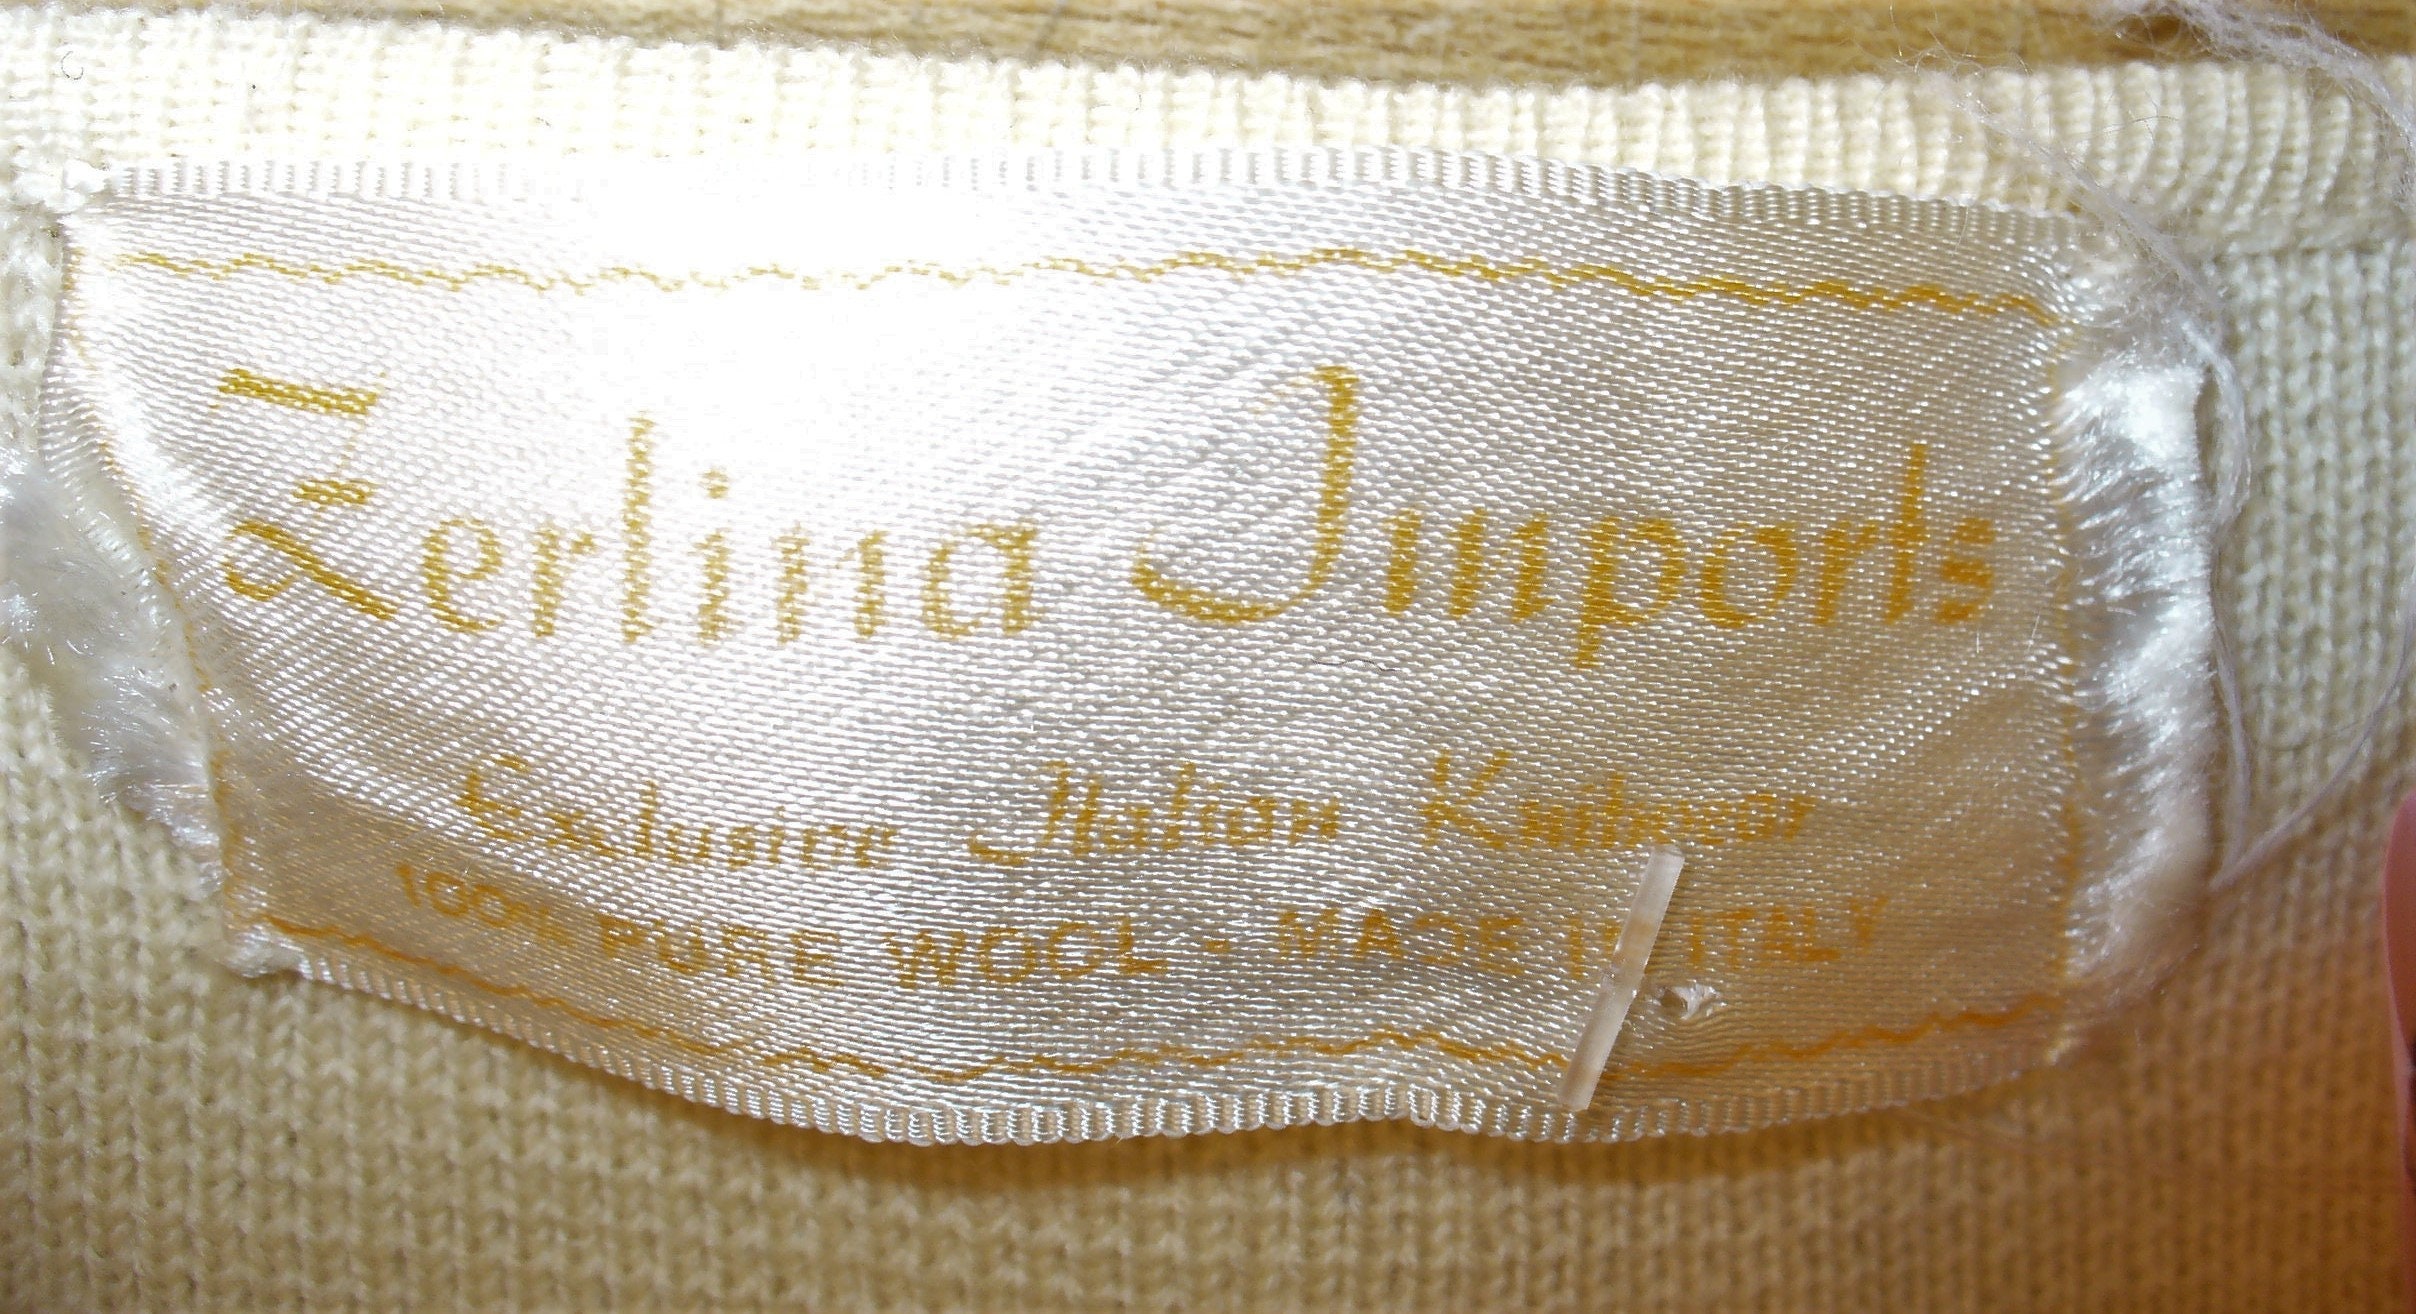 Zerlina Imports
Exclusive Italian Knitwear
100% PURE WOOL - MADE IN ITALY